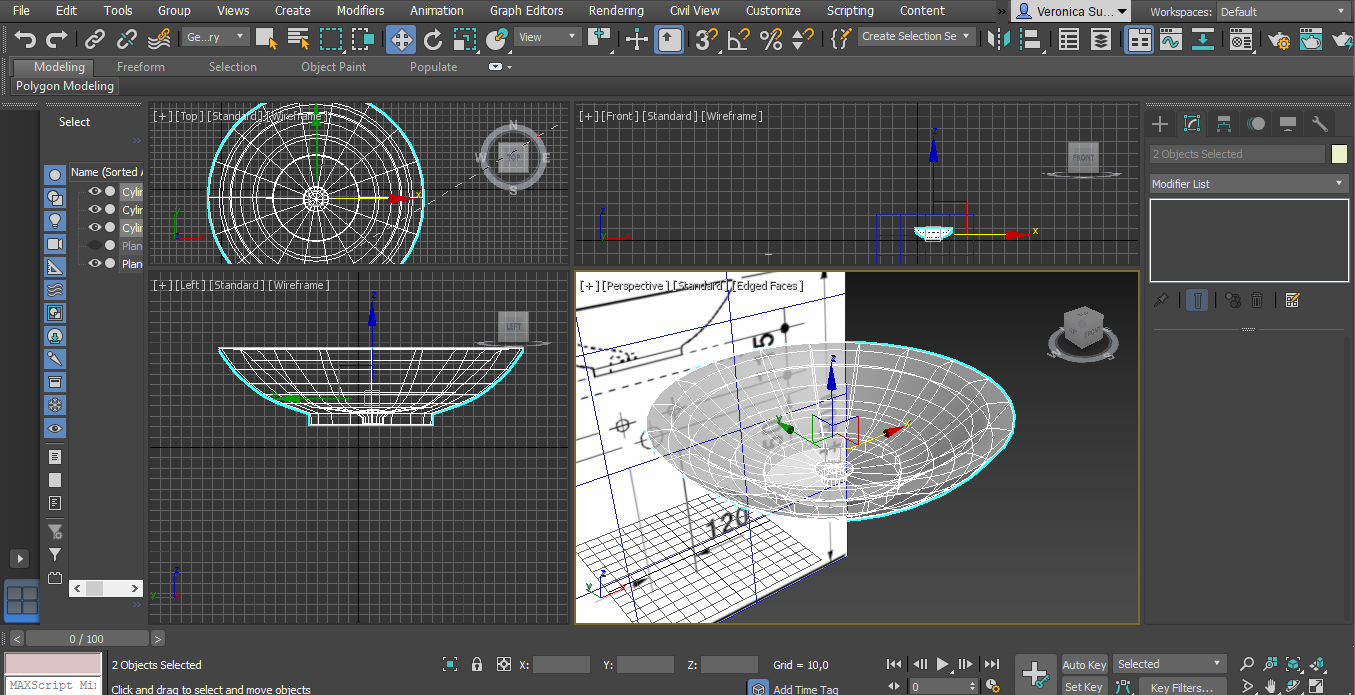 File Edit Tools Group Views Create Modifiers Animation Graph Editors Rendering Civil View Customize Scripting Content » Veronica Su... Workspaces: Default
Ge...ry View 3 Create Selection Se
Modeling Freeform Selection Object Paint Populate
Polygon Modeling
Select
»
Name (Sorted A
Cylin
Cylin
Cylin
Plan
Plan
[+] [Top] [Standard] [Wireframe]
N
W TOP E
S
x
[+] [Front] [Standard] [Wireframe]
FRONT
z
x
[+] [Left] [Standard] [Wireframe]
LEFT
z
[+] [Perspective] [Standard] [Edged Faces]
FRONT
W S
z
y
x
120
2 Objects Selected
Modifier List
< 0 / 100 >
2 Objects Selected X: Y: Z: Grid = 10,0 Auto Key Selected
MAXScript Mi
Click and drag to select and move objects Add Time Tag 0 Set Key Key Filters...